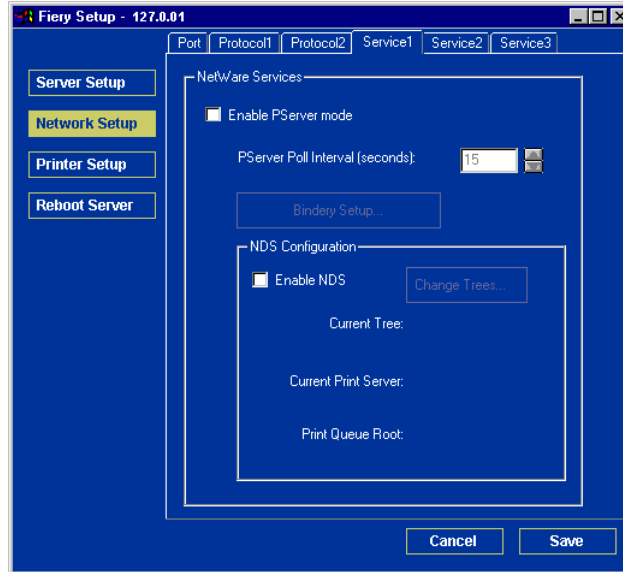 Fiery Setup - 127.0.01
Port Protocol1 Protocol2 Service1 Service2 Service3
Server Setup
Network Setup
Printer Setup
Reboot Server
NetWare Services
Enable PServer mode
PServer Poll Interval (seconds): 15
Bindery Setup...
NDS Configuration
Enable NDS Change Trees...
Current Tree:
Current Print Server:
Print Queue Root:
Cancel Save